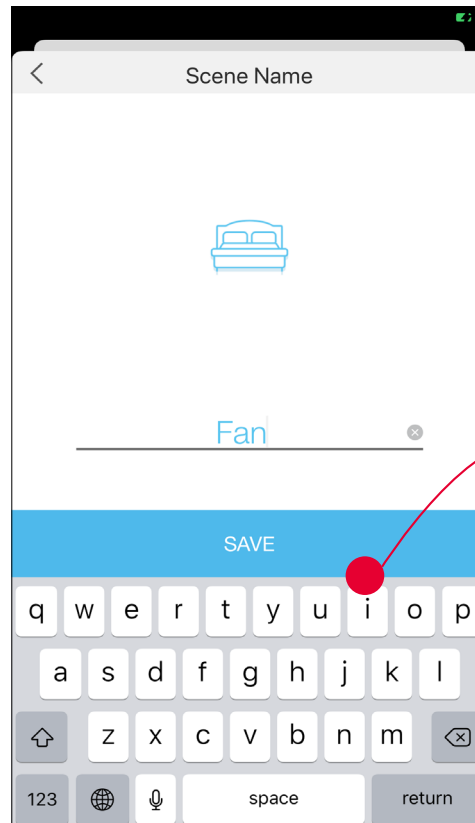 Scene Name
Fan
SAVE
q w e r t y u i o p
a s d f g h j k l
z x c v b n m
123 space return